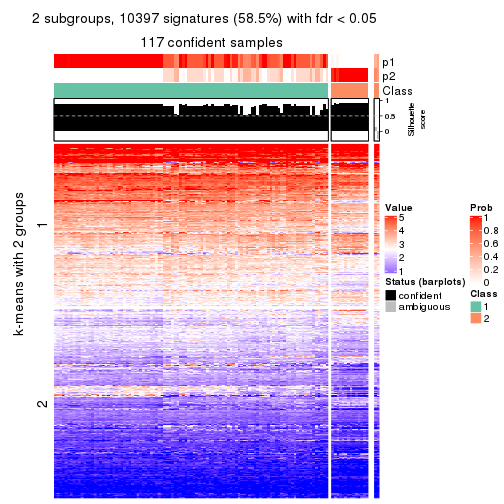 2 subgroups, 10397 signatures (58.5%) with fdr < 0.05
117 confident samples
p1
p2
Class
1
0.5
0
Silhouette
score
k-means with 2 groups
1
2
Value
5
4
3
2
1
Status (barplots)
confident
ambiguous
Prob
1
0.8
0.6
0.4
0.2
0
Class
1
2